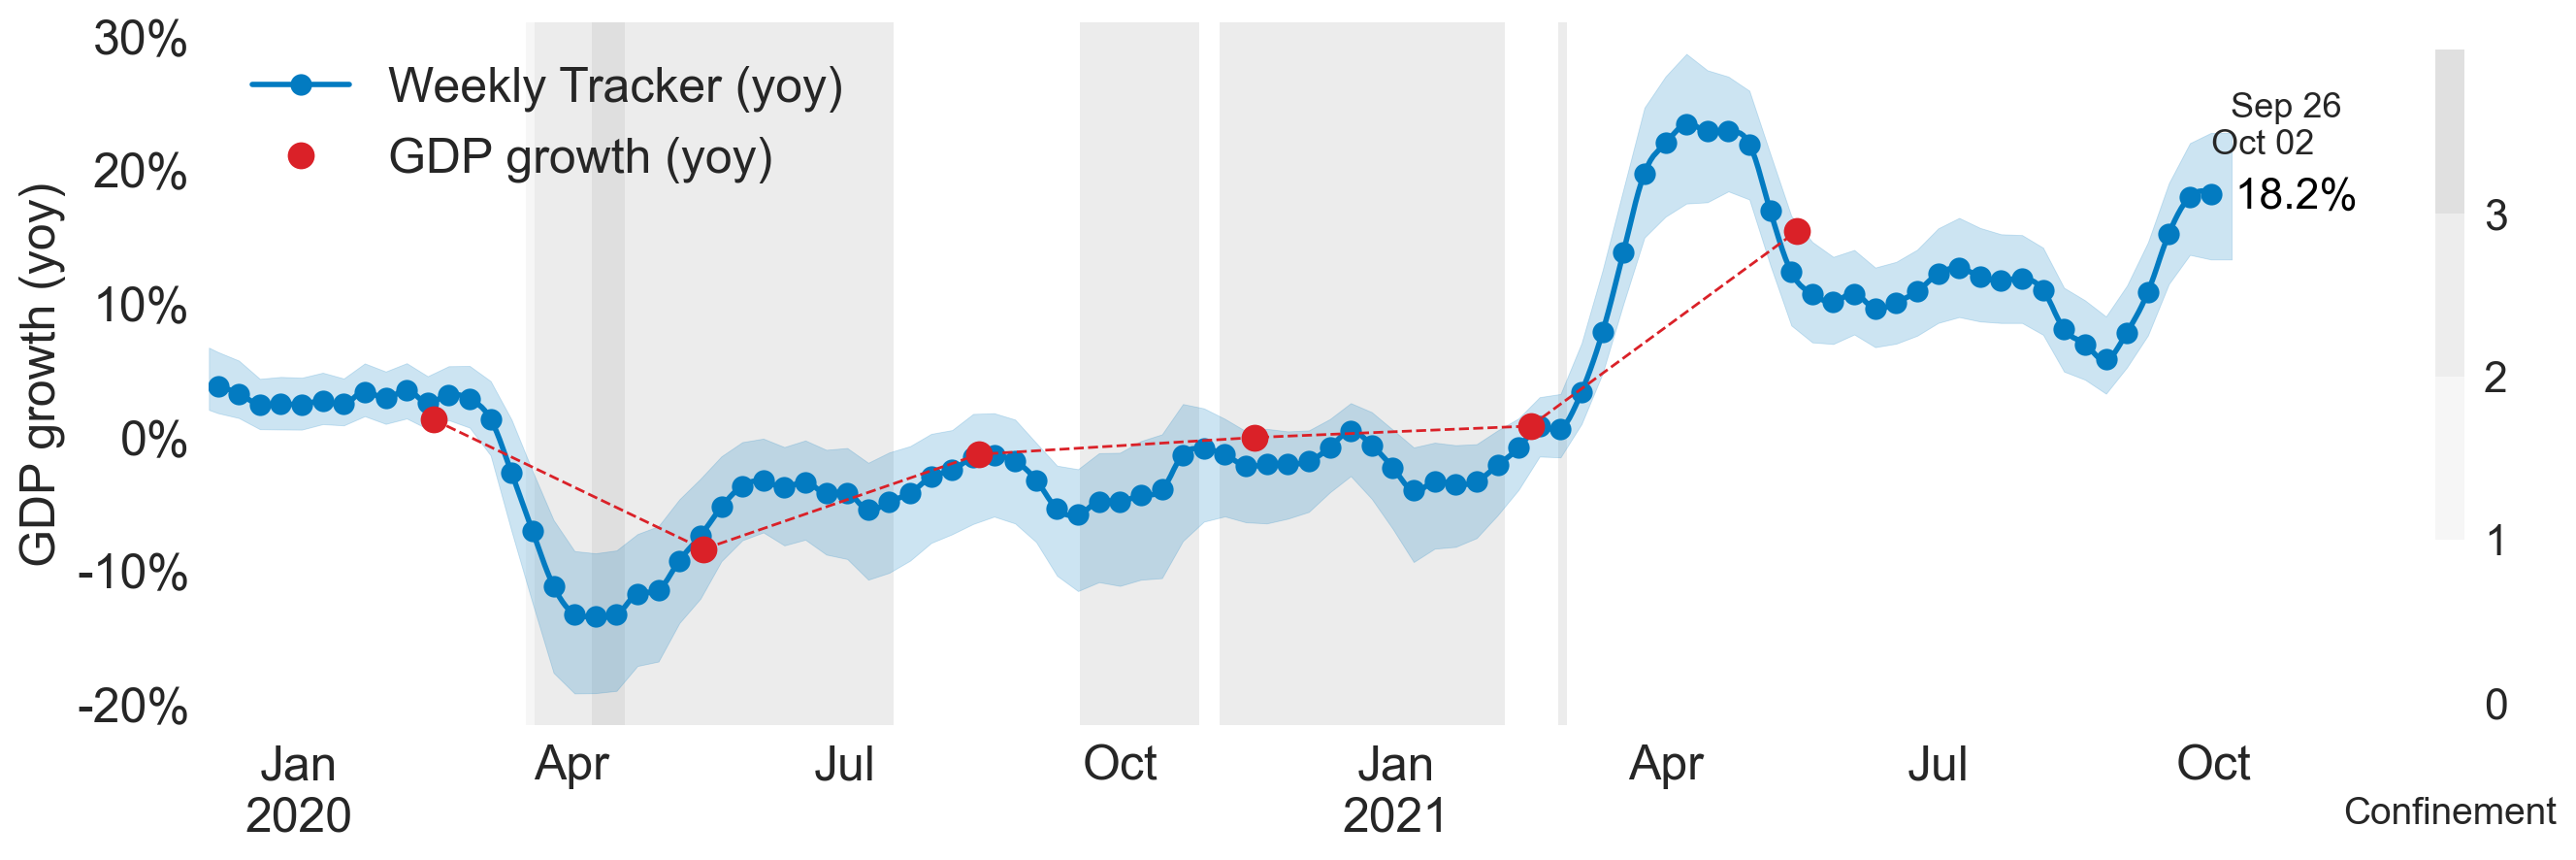 30%
20%
10%
0%
-10%
-20%
GDP growth (yoy)
Weekly Tracker (yoy)
GDP growth (yoy)
Sep 26
Oct 02
18.2%
3
2
1
0
Jan
2020
Apr
Jul
Oct
Jan
2021
Apr
Jul
Oct
Confinement